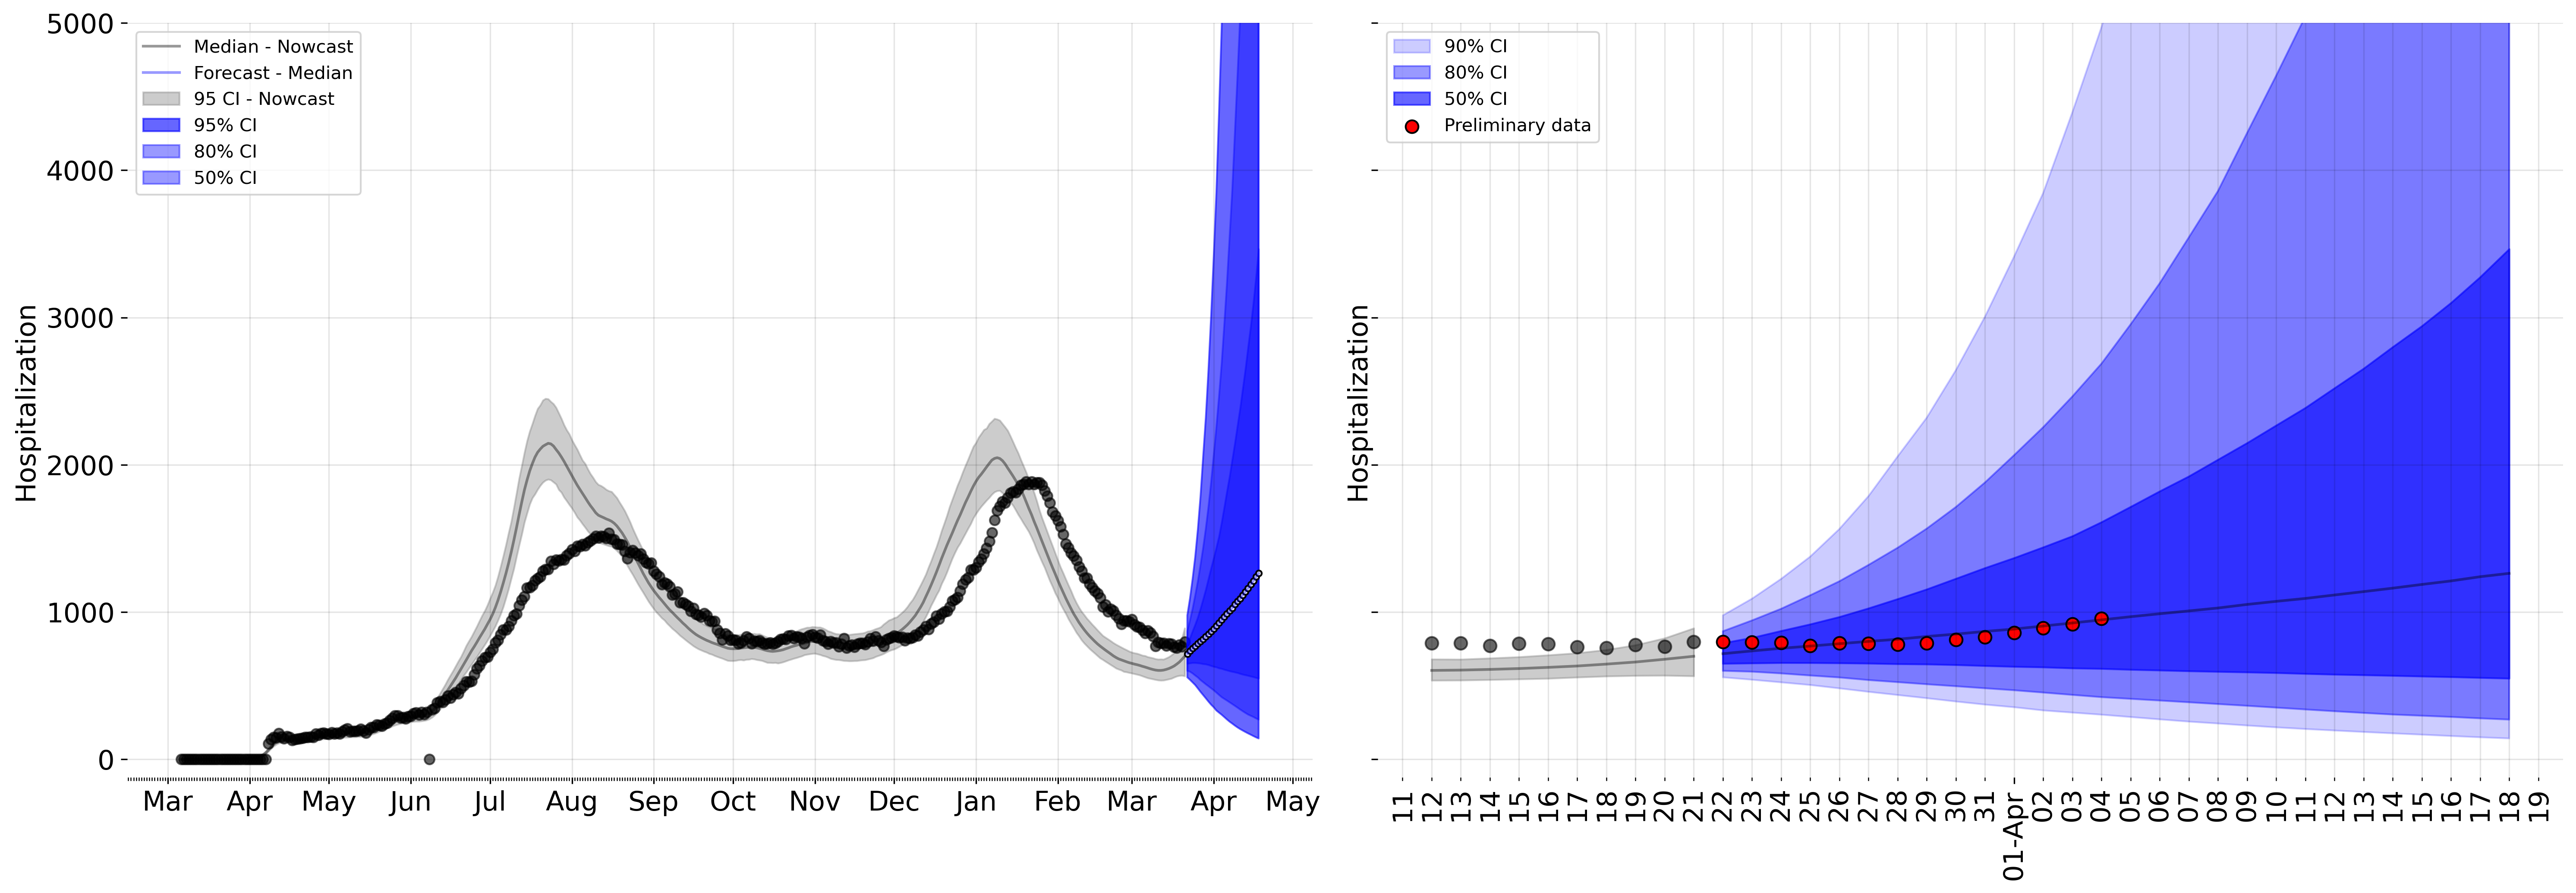 Hospitalization
5000
4000
3000
2000
1000
0
Median - Nowcast
Forecast - Median
95 CI - Nowcast
95% CI
80% CI
50% CI
Mar Apr May Jun Jul Aug Sep Oct Nov Dec Jan Feb Mar Apr May
Hospitalization
90% CI
80% CI
50% CI
Preliminary data
11 12 13 14 15 16 17 18 19 20 21 22 23 24 25 26 27 28 29 30 31 01-Apr 02 03 04 05 06 07 08 09 10 11 12 13 14 15 16 17 18 19